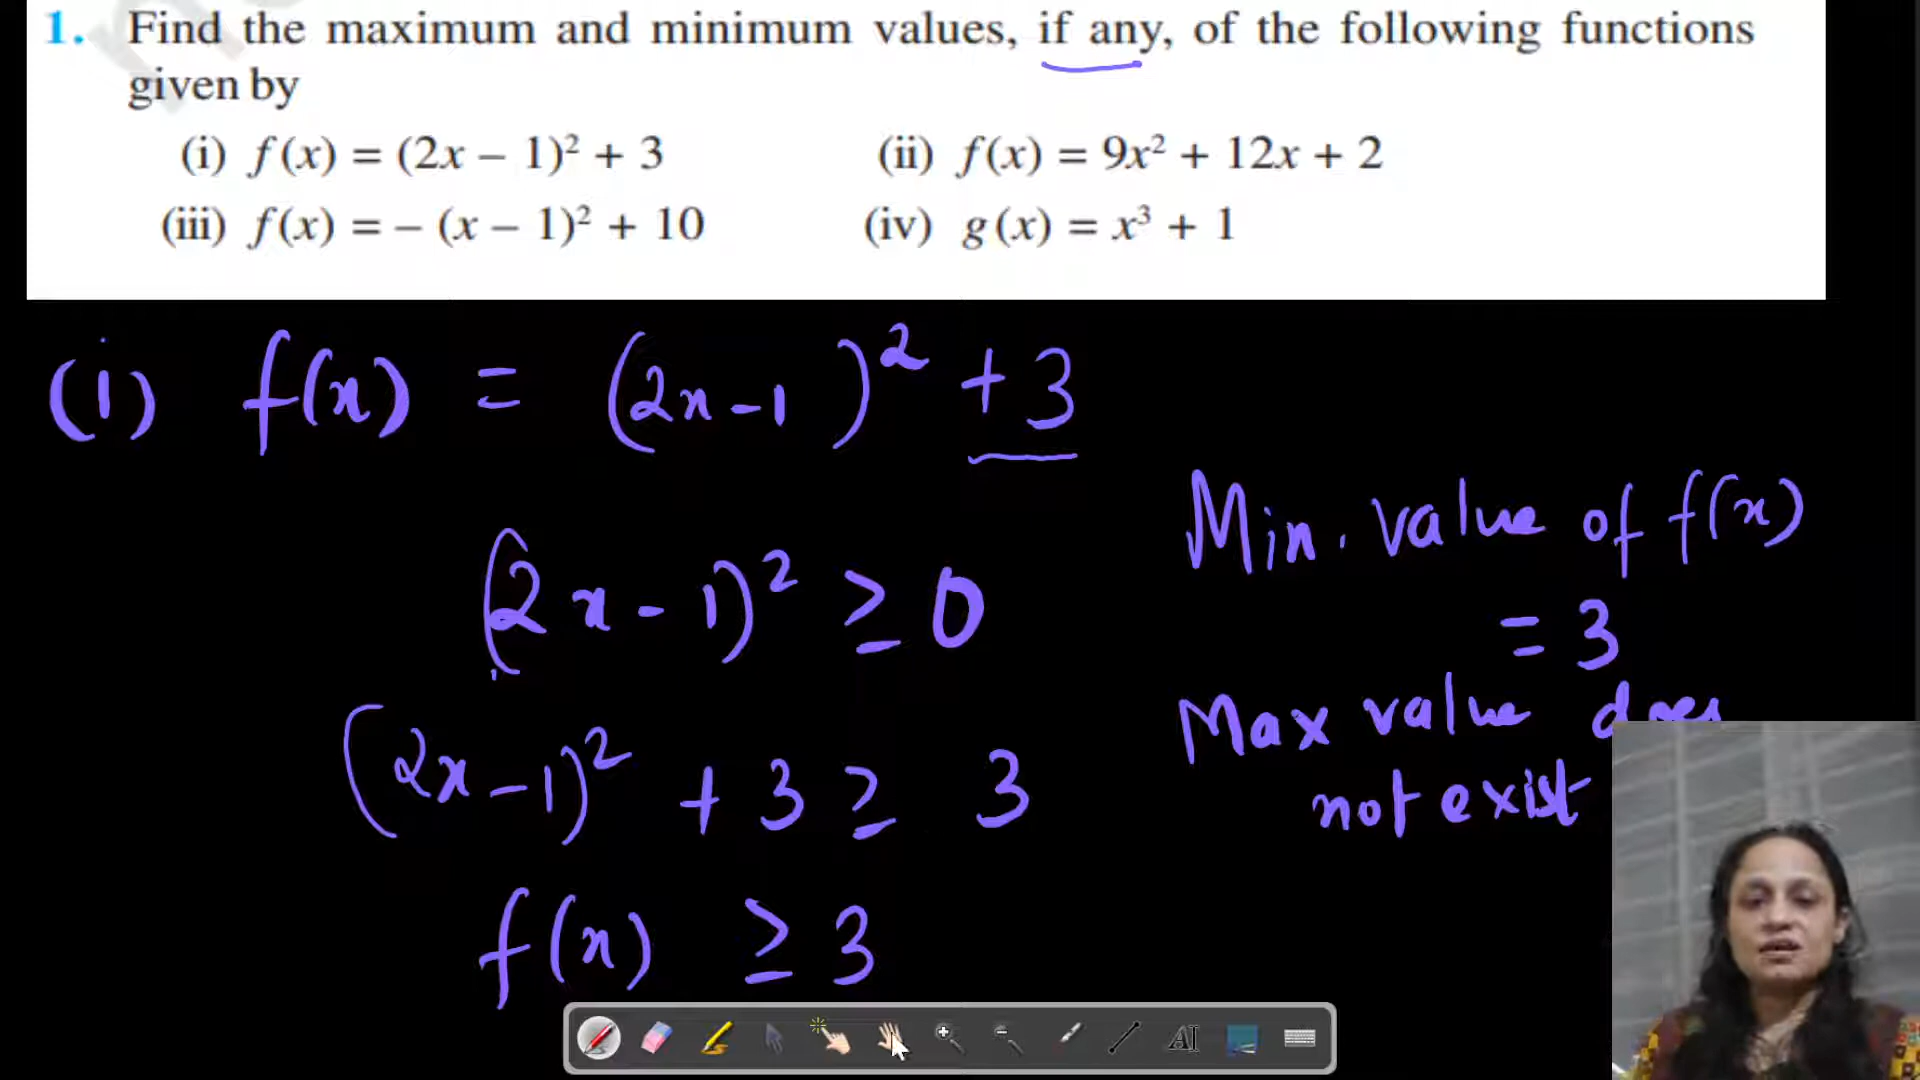 1. Find the maximum and minimum values, if any, of the following functions
given by
(i) f(x) = (2x – 1)² + 3
(ii) f(x) = 9x² + 12x + 2
(iii) f(x) = – (x – 1)² + 10
(iv) g(x) = x³ + 1
(i) f(x) = (2x-1)² + 3
(2x-1)² ≥ 0
(2x-1)² + 3 ≥ 3
f(x) ≥ 3
Min. value of f(x)
= 3
Max value does
not exist
AI